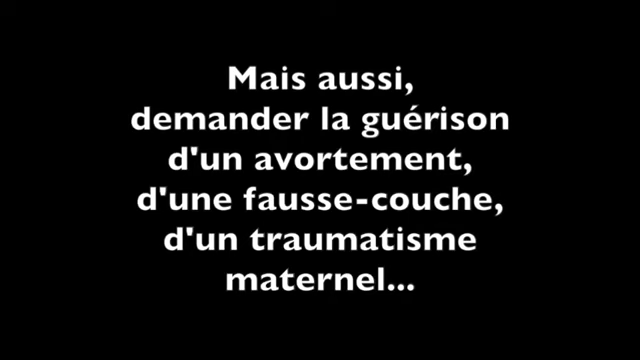 Mais aussi,
demander la guérison
d'un avortement,
d'une fausse-couche,
d'un traumatisme
maternel...